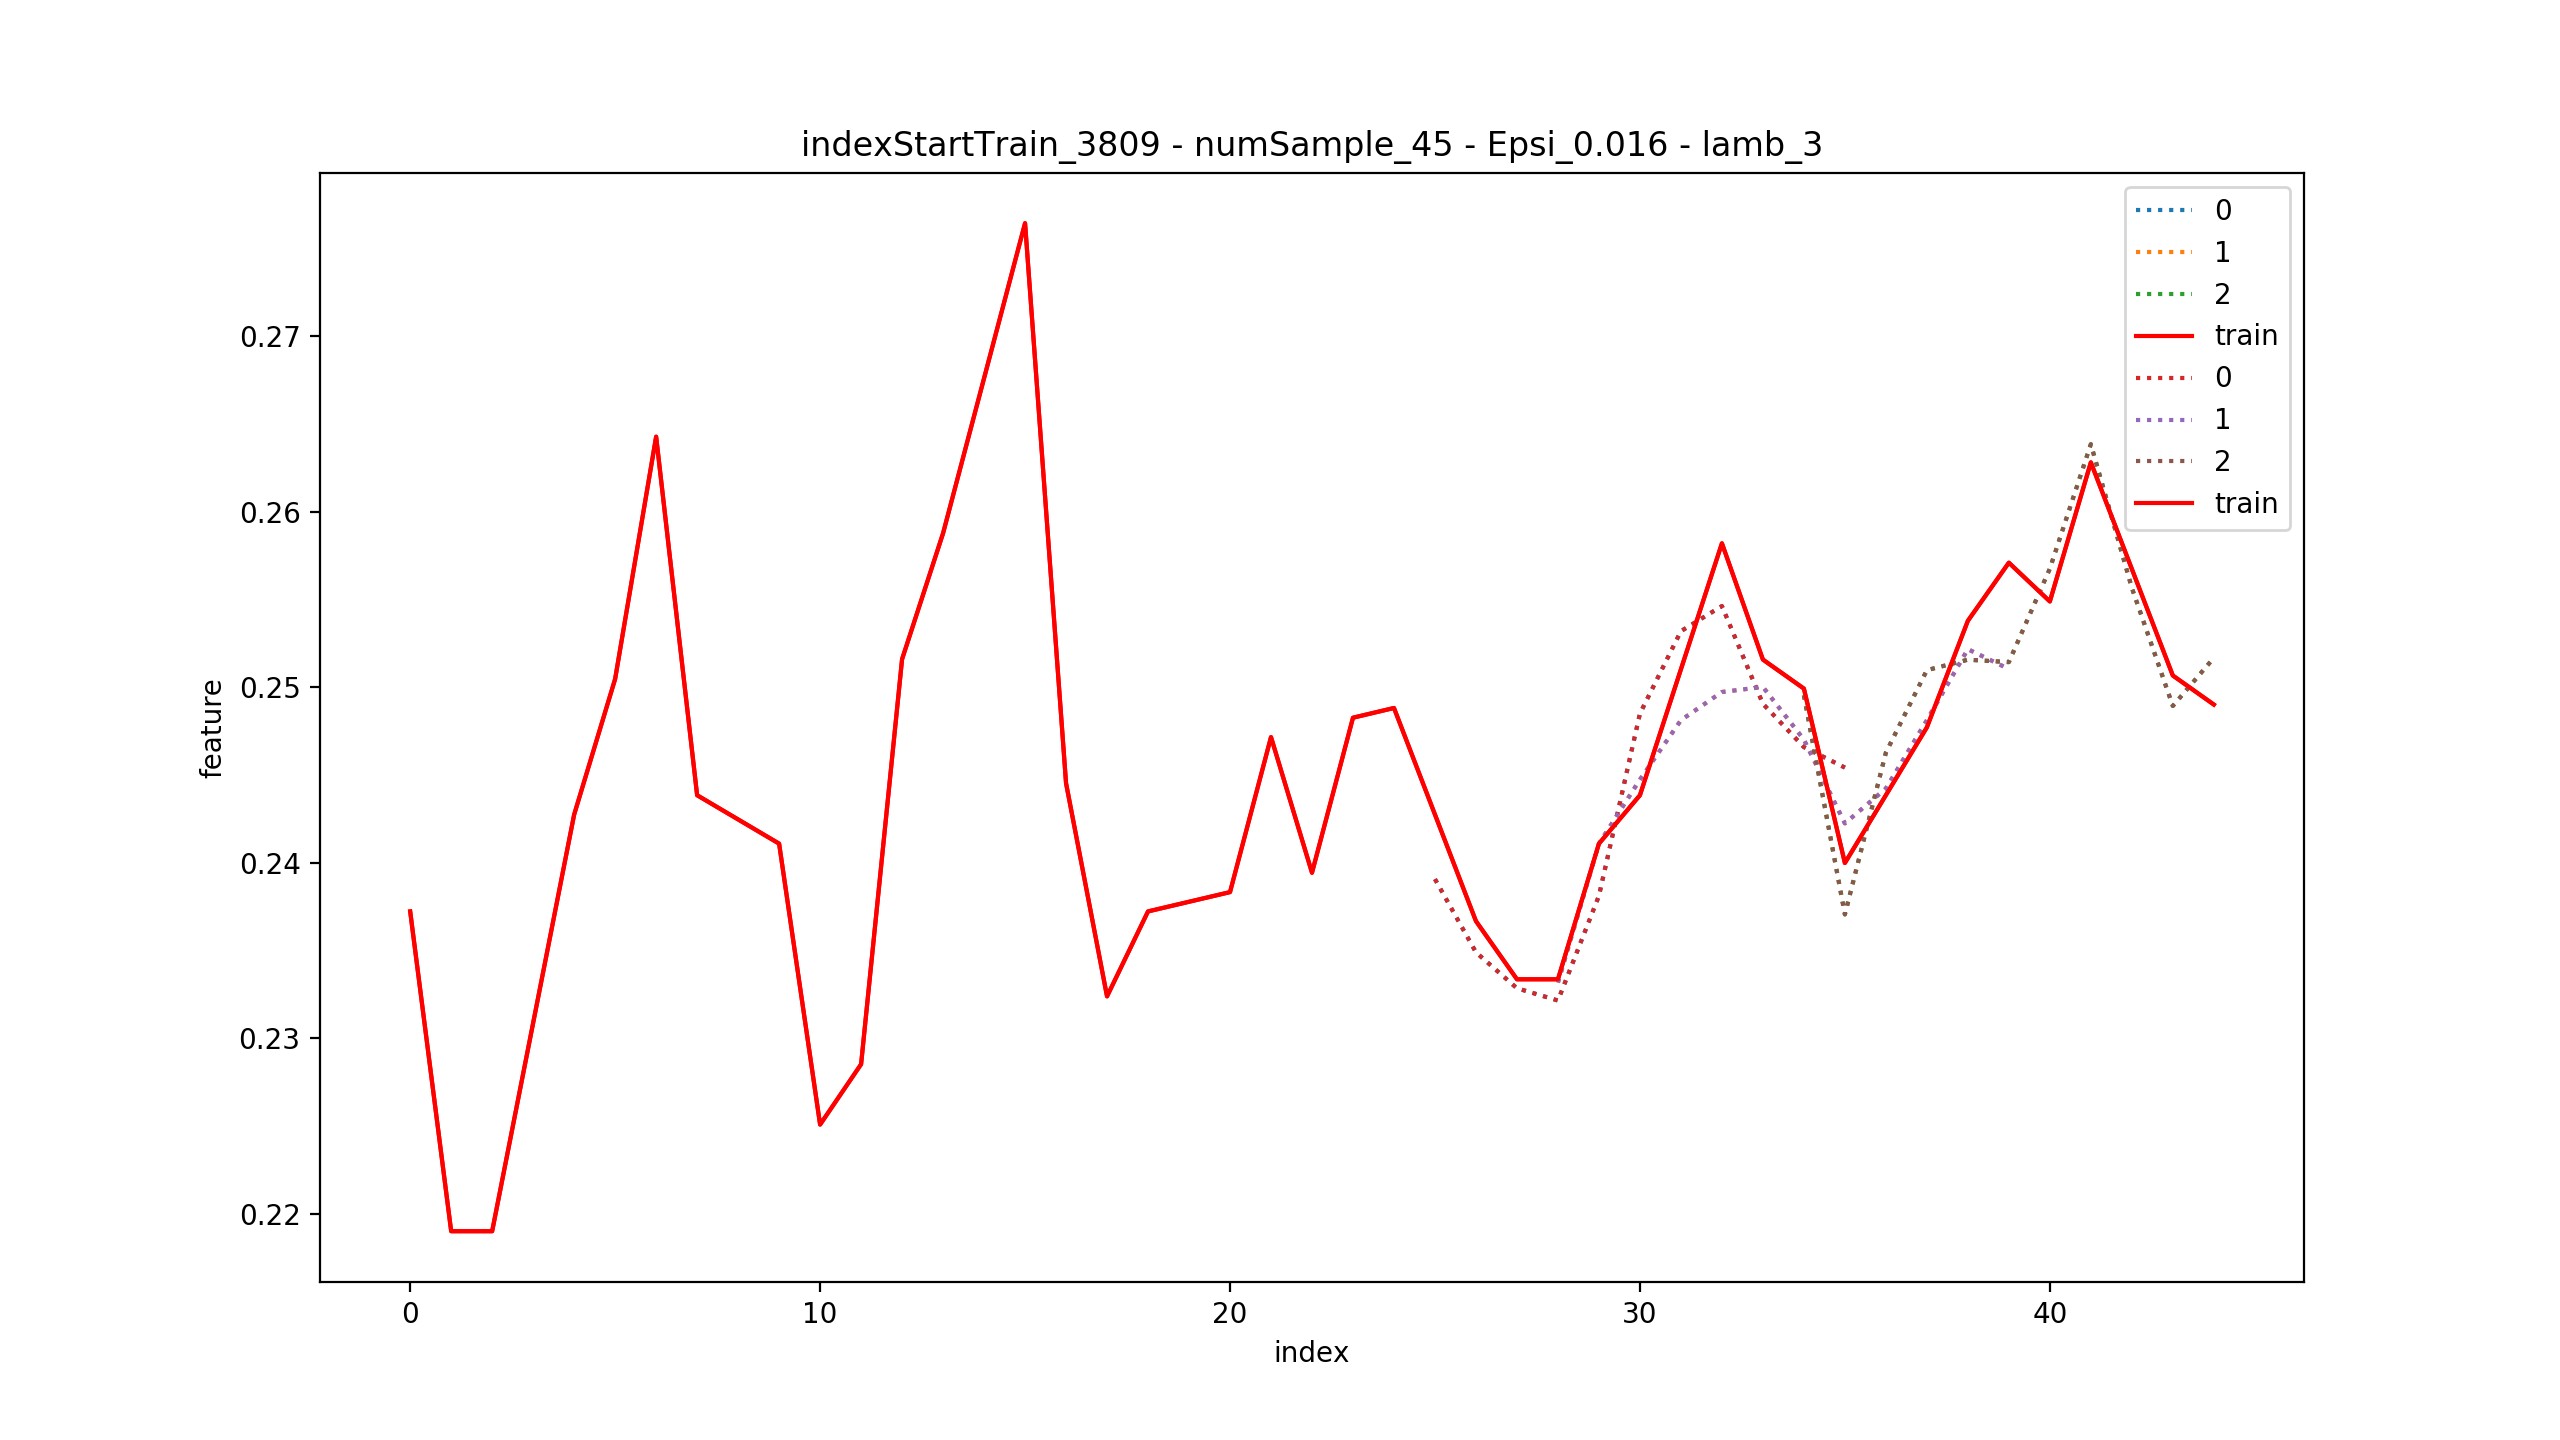 indexStartTrain_3809 - numSample_45 - Epsi_0.016 - lamb_3
0
1
2
train
0
1
2
train
0.27
0.26
0.25
0.24
0.23
0.22
feature
0 10 20 30 40
index